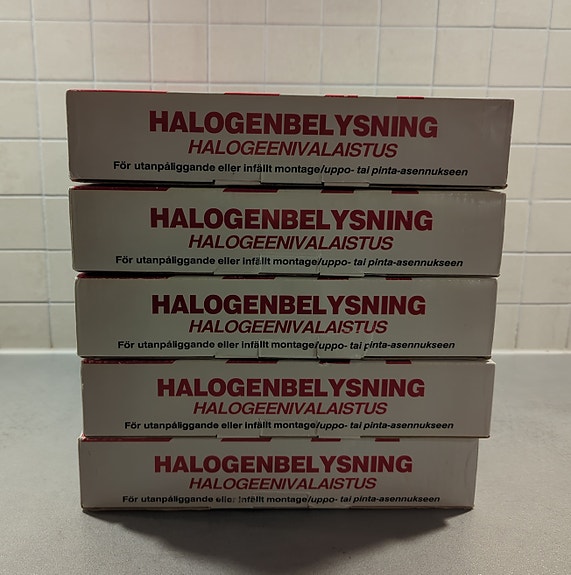 HALOGENBELYSNING
HALOGEENIVALAISTUS
För utanpåliggande eller infällt montage/uppo- tai pinta-asennukseen
HALOGENBELYSNING
HALOGEENIVALAISTUS
För utanpåliggande eller infällt montage/uppo- tai pinta-asennukseen
HALOGENBELYSNING
HALOGEENIVALAISTUS
För utanpåliggande eller infällt montage/uppo- tai pinta-asennukseen
HALOGENBELYSNING
HALOGEENIVALAISTUS
För utanpåliggande eller infällt montage/uppo- tai pinta-asennukseen
HALOGENBELYSNING
HALOGEENIVALAISTUS
För utanpåliggande eller infällt montage/uppo- tai pinta-asennukseen